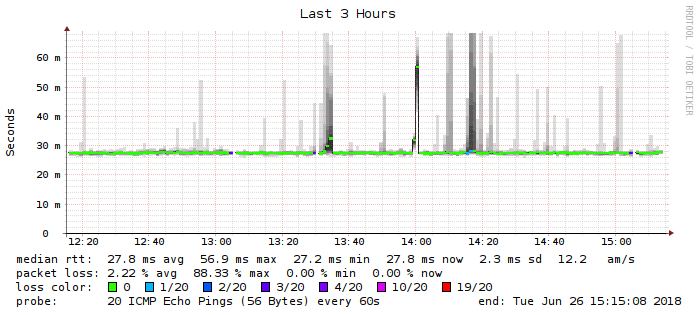 Last 3 Hours
RRDTOOL / TOBI OETIKER
Seconds
60 m
50 m
40 m
30 m
20 m
10 m
0
12:20 12:40 13:00 13:20 13:40 14:00 14:20 14:40 15:00
median rtt: 27.8 ms avg 56.9 ms max 27.2 ms min 27.8 ms now 2.3 ms sd 12.2 am/s
packet loss: 2.22 % avg 88.33 % max 0.00 % min 0.00 % now
loss color: 0 1/20 2/20 3/20 4/20 10/20 19/20
probe: 20 ICMP Echo Pings (56 Bytes) every 60s end: Tue Jun 26 15:15:08 2018